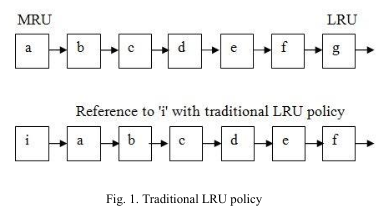 MRU LRU
a b c d e f g
Reference to 'i' with traditional LRU policy
i a b c d e f
Fig. 1. Traditional LRU policy